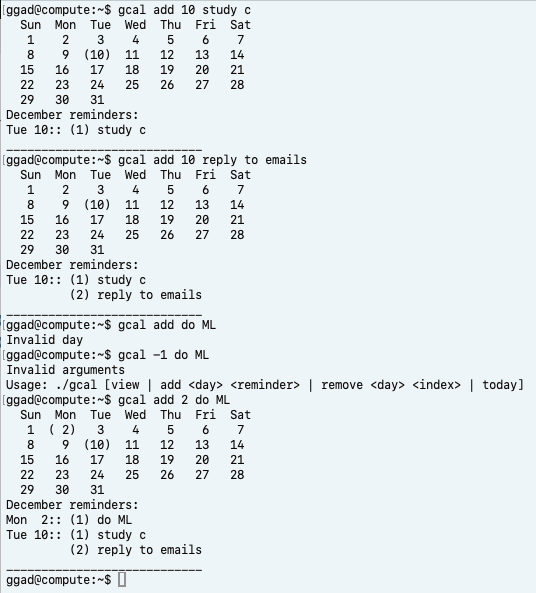 [ggad@compute:~$ gcal add 10 study c
  Sun  Mon  Tue  Wed  Thu  Fri  Sat
   1    2    3    4    5    6    7
   8    9  (10)  11   12   13   14
  15   16   17   18   19   20   21
  22   23   24   25   26   27   28
  29   30   31
December reminders:
Tue 10:: (1) study c
____________________________
[ggad@compute:~$ gcal add 10 reply to emails
  Sun  Mon  Tue  Wed  Thu  Fri  Sat
   1    2    3    4    5    6    7
   8    9  (10)  11   12   13   14
  15   16   17   18   19   20   21
  22   23   24   25   26   27   28
  29   30   31
December reminders:
Tue 10:: (1) study c
         (2) reply to emails
____________________________
[ggad@compute:~$ gcal add do ML
Invalid day
[ggad@compute:~$ gcal -1 do ML
Invalid arguments
Usage: ./gcal [view | add <day> <reminder> | remove <day> <index> | today]
[ggad@compute:~$ gcal add 2 do ML
  Sun  Mon  Tue  Wed  Thu  Fri  Sat
   1  ( 2)   3    4    5    6    7
   8    9  (10)  11   12   13   14
  15   16   17   18   19   20   21
  22   23   24   25   26   27   28
  29   30   31
December reminders:
Mon  2:: (1) do ML
Tue 10:: (1) study c
         (2) reply to emails
____________________________
ggad@compute:~$